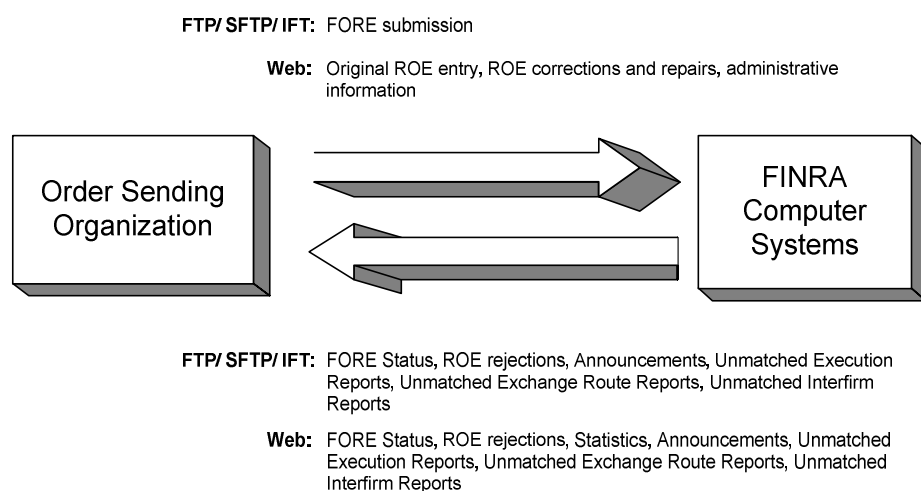 FTP/ SFTP/ IFT: FORE submission
Web: Original ROE entry, ROE corrections and repairs, administrative
information
Order Sending
Organization
FINRA
Computer
Systems
FTP/ SFTP/ IFT: FORE Status, ROE rejections, Announcements, Unmatched Execution
Reports, Unmatched Exchange Route Reports, Unmatched Interfirm
Reports
Web: FORE Status, ROE rejections, Statistics, Announcements, Unmatched
Execution Reports, Unmatched Exchange Route Reports, Unmatched
Interfirm Reports